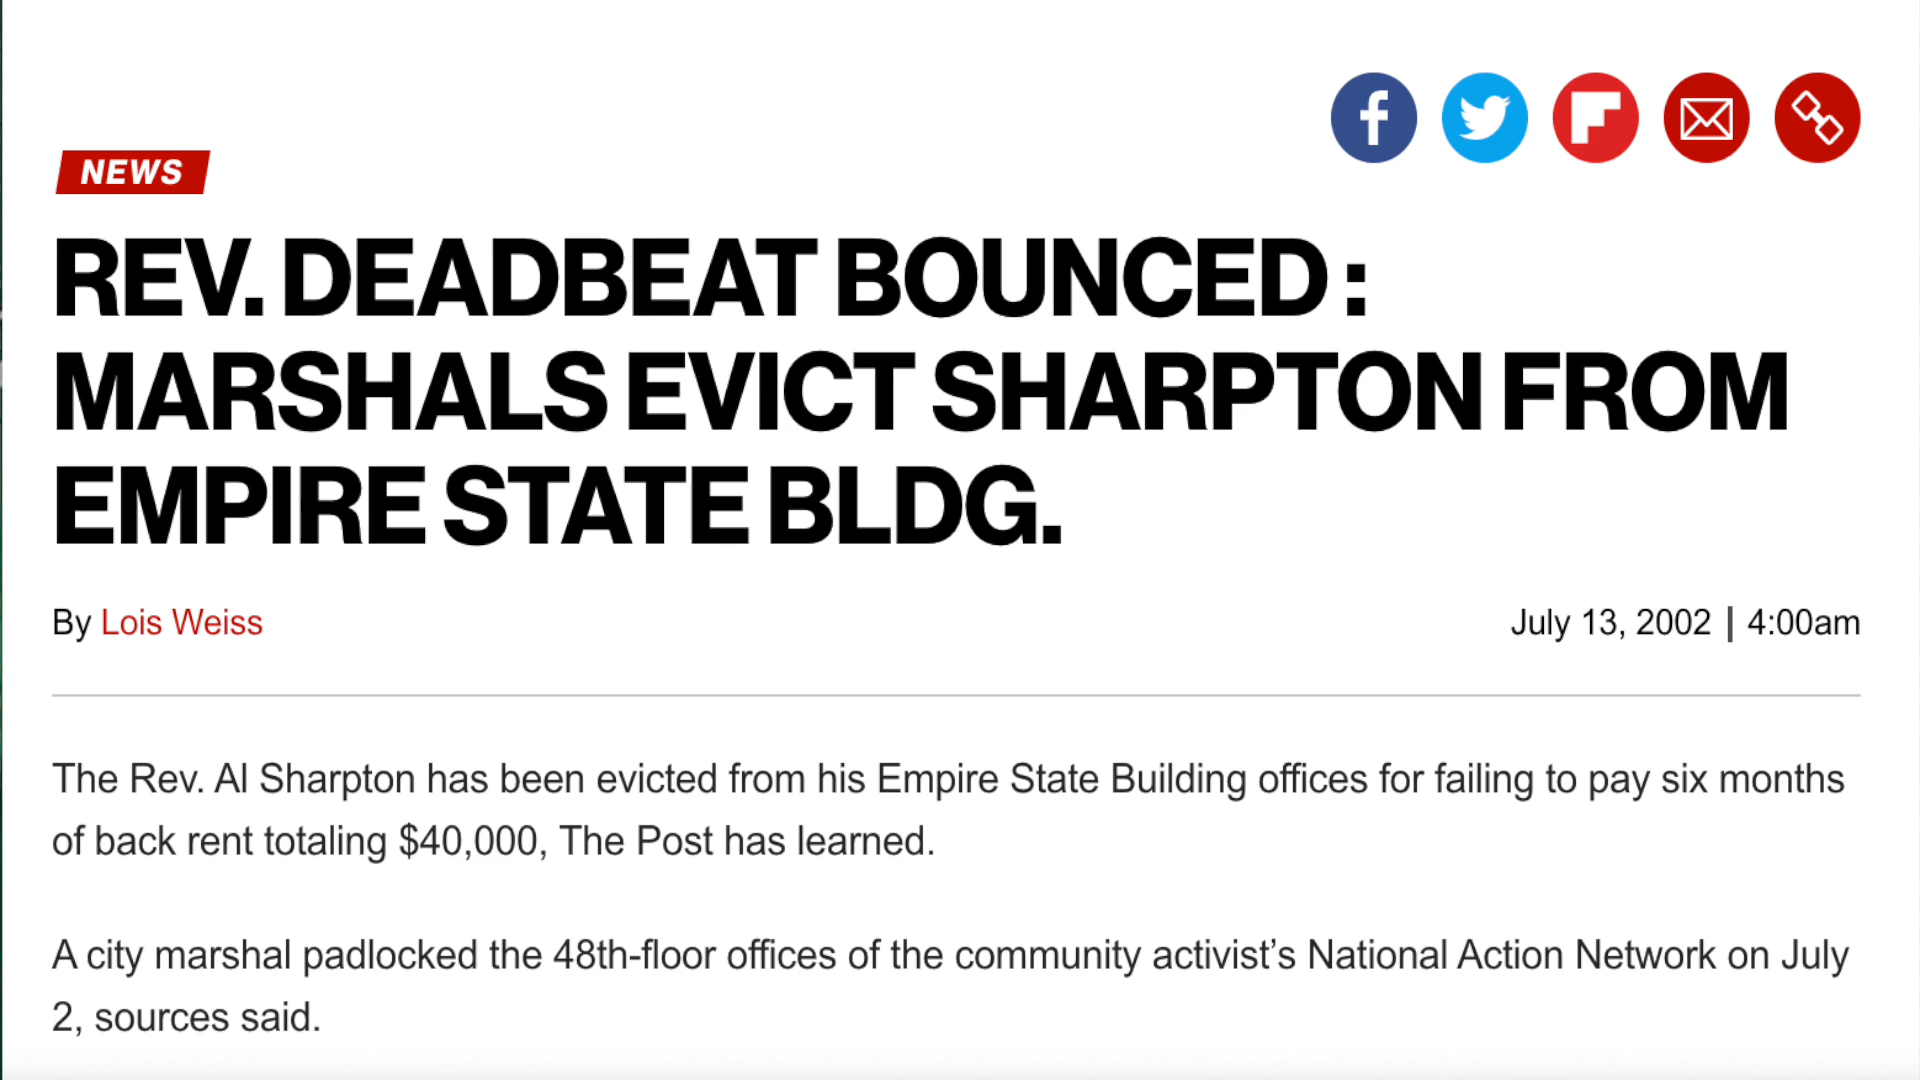 NEWS
REV. DEADBEAT BOUNCED :
MARSHALS EVICT SHARPTON FROM
EMPIRE STATE BLDG.
By Lois Weiss
July 13, 2002 | 4:00am
The Rev. Al Sharpton has been evicted from his Empire State Building offices for failing to pay six months
of back rent totaling $40,000, The Post has learned.
A city marshal padlocked the 48th-floor offices of the community activist’s National Action Network on July
2, sources said.